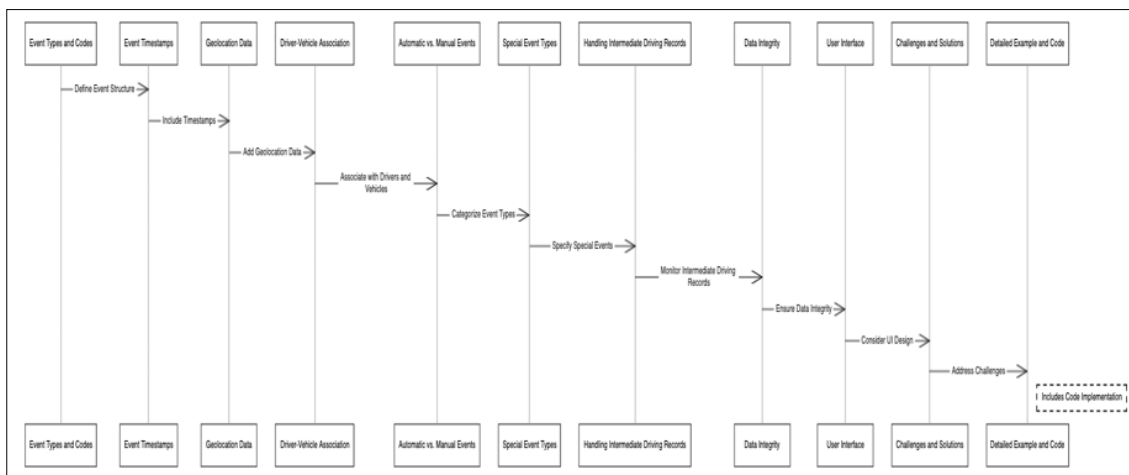 Event Types and Codes
Event Timestamps
Geolocation Data
Driver-Vehicle Association
Automatic vs. Manual Events
Special Event Types
Handling Intermediate Driving Records
Data Integrity
User Interface
Challenges and Solutions
Detailed Example and Code
Define Event Structure
Include Timestamps
Add Geolocation Data
Associate with Drivers and
Vehicles
Categorize Event Types
Specify Special Events
Monitor Intermediate Driving
Records
Ensure Data Integrity
Consider UI Design
Address Challenges
Includes Code Implementation
Event Types and Codes
Event Timestamps
Geolocation Data
Driver-Vehicle Association
Automatic vs. Manual Events
Special Event Types
Handling Intermediate Driving Records
Data Integrity
User Interface
Challenges and Solutions
Detailed Example and Code